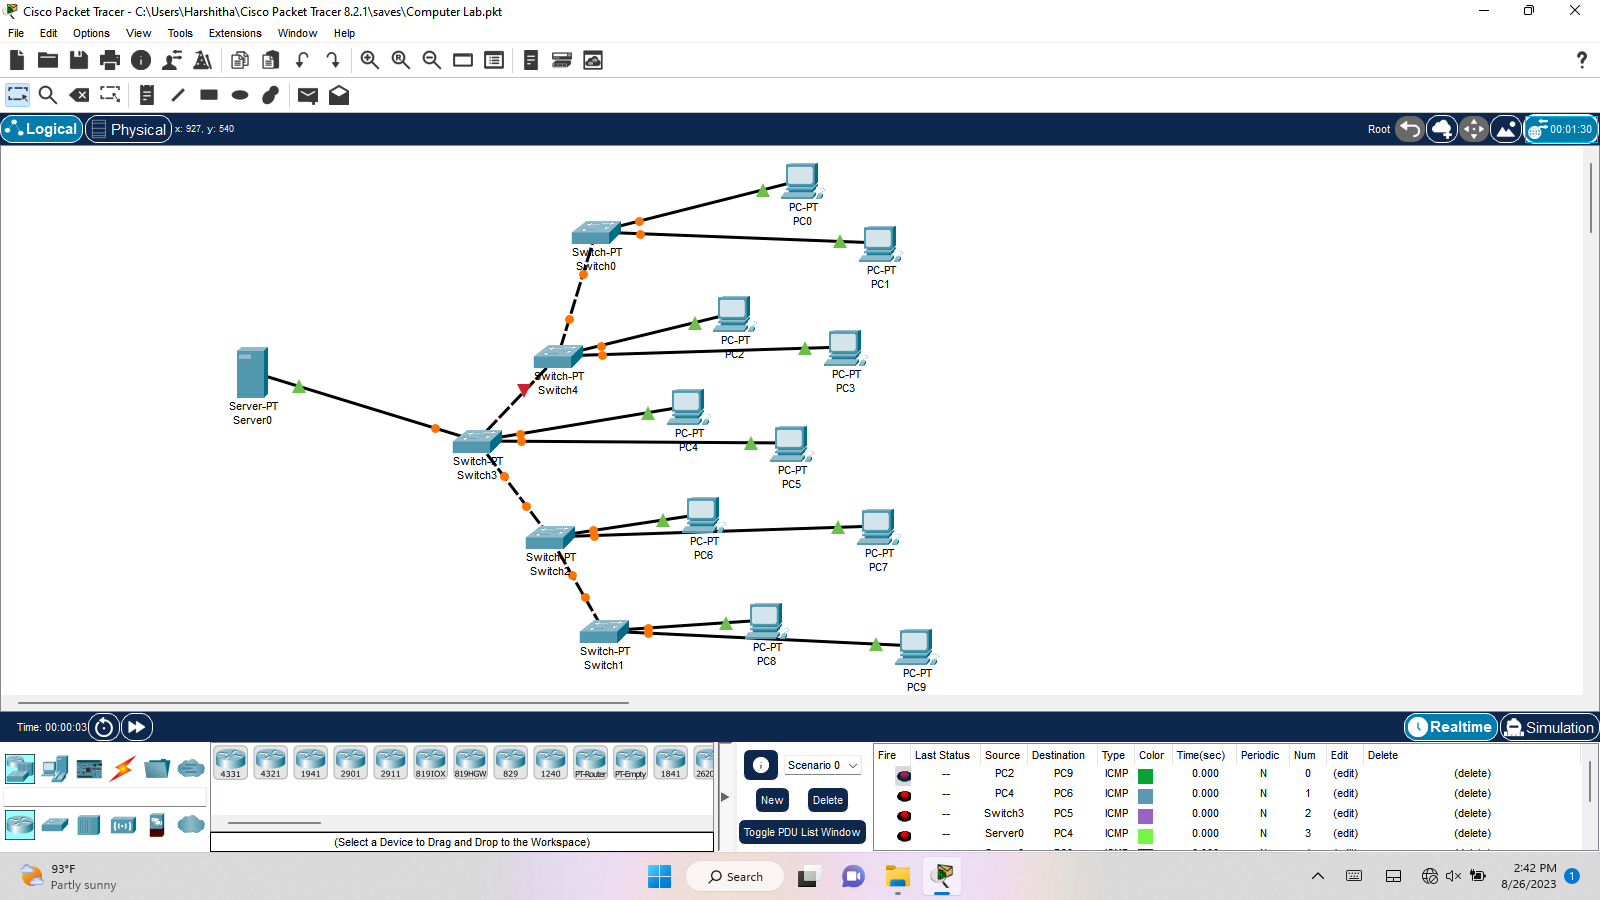 Cisco Packet Tracer - C:\Users\Harshitha\Cisco Packet Tracer 8.2.1\saves\Computer Lab.pkt
File Edit Options View Tools Extensions Window Help
Logical Physical x: 927, y: 540 Root 00:01:30
PC-PT
PC0
Switch-PT
Switch0
PC-PT
PC1
PC-PT
PC2
PC-PT
PC3
Switch-PT
Switch4
Server-PT
Server0
PC-PT
PC4
Switch-PT
Switch3
PC-PT
PC5
PC-PT
PC6
PC-PT
PC7
Switch-PT
Switch2
PC-PT
PC8
Switch-PT
Switch1
PC-PT
PC9
Time: 00:00:03 Realtime Simulation
4331 4321 1941 2901 2911 819IOX 819HGW 829 1240 PT-Router PT-Empty 1841 2620
(Select a Device to Drag and Drop to the Workspace)
Scenario 0
New Delete
Toggle PDU List Window
Fire Last Status Source Destination Type Color Time(sec) Periodic Num Edit Delete
-- PC2 PC9 ICMP 0.000 N 0 (edit) (delete)
-- PC4 PC6 ICMP 0.000 N 1 (edit) (delete)
-- Switch3 PC5 ICMP 0.000 N 2 (edit) (delete)
-- Server0 PC4 ICMP 0.000 N 3 (edit) (delete)
93°F
Partly sunny
Search
2:42 PM
8/26/2023
1